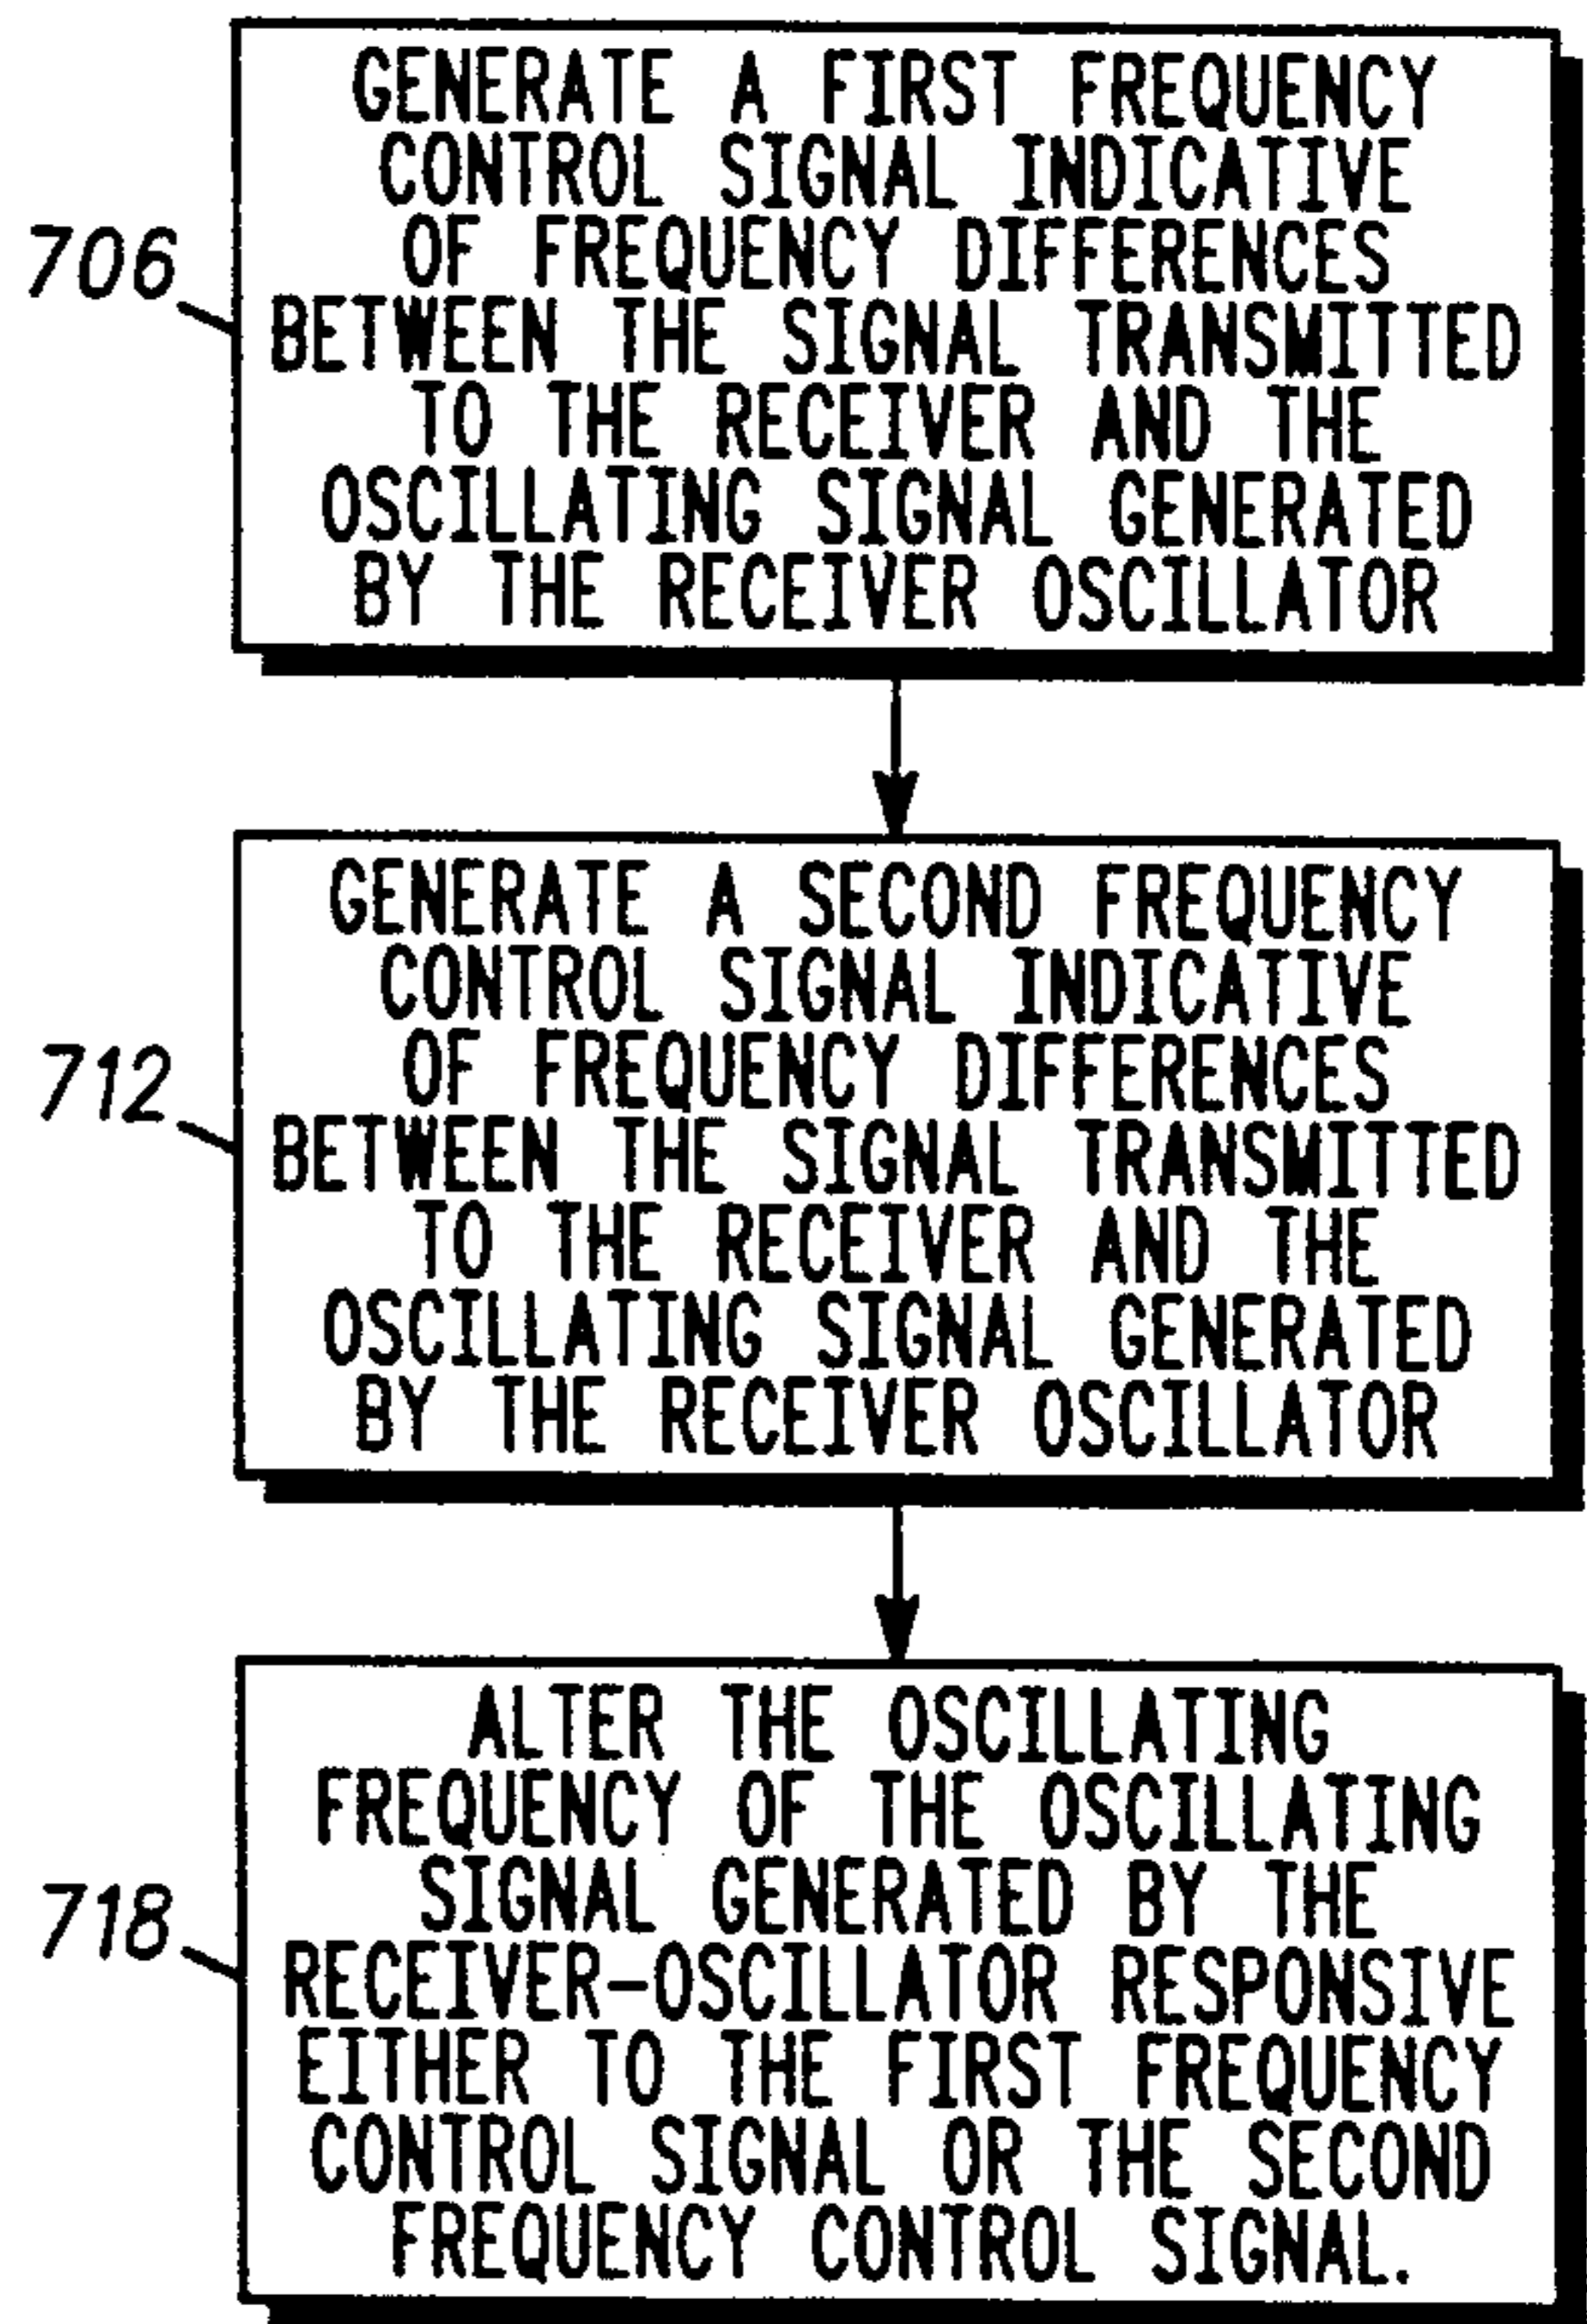 GENERATE A FIRST FREQUENCY
CONTROL SIGNAL INDICATIVE
OF FREQUENCY DIFFERENCES
BETWEEN THE SIGNAL TRANSMITTED
TO THE RECEIVER AND THE
OSCILLATING SIGNAL GENERATED
BY THE RECEIVER OSCILLATOR
706
GENERATE A SECOND FREQUENCY
CONTROL SIGNAL INDICATIVE
OF FREQUENCY DIFFERENCES
BETWEEN THE SIGNAL TRANSMITTED
TO THE RECEIVER AND THE
OSCILLATING SIGNAL GENERATED
BY THE RECEIVER OSCILLATOR
712
ALTER THE OSCILLATING
FREQUENCY OF THE OSCILLATING
SIGNAL GENERATED BY THE
RECEIVER-OSCILLATOR RESPONSIVE
EITHER TO THE FIRST FREQUENCY
CONTROL SIGNAL OR THE SECOND
FREQUENCY CONTROL SIGNAL.
718